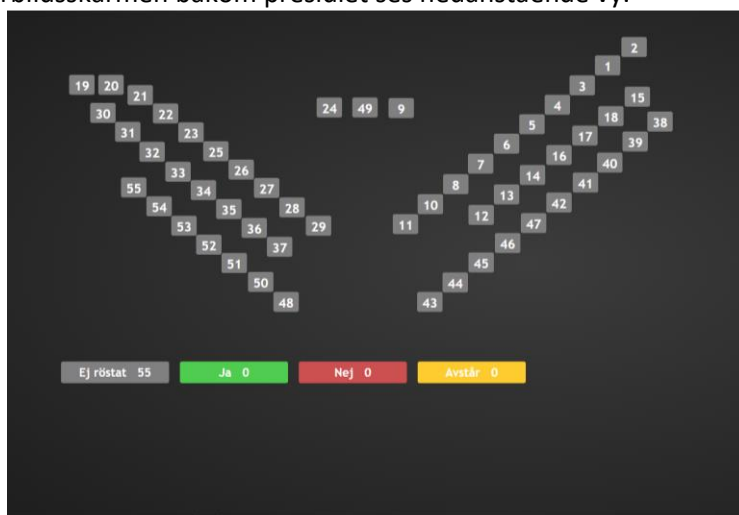 rbildsskärmen bakom presidiet ses nedanstående vy.
2
1
19 20 21 3 15
30 22 24 49 9 4 18
31 23 5 17 38
32 25 6 16 39
33 26 7 14 40
55 34 27 8 13 41
54 35 28 10 12 42
53 36 29 11 47
52 37 46
51 45
50 44
48 43
Ej röstat 55 Ja 0 Nej 0 Avstår 0